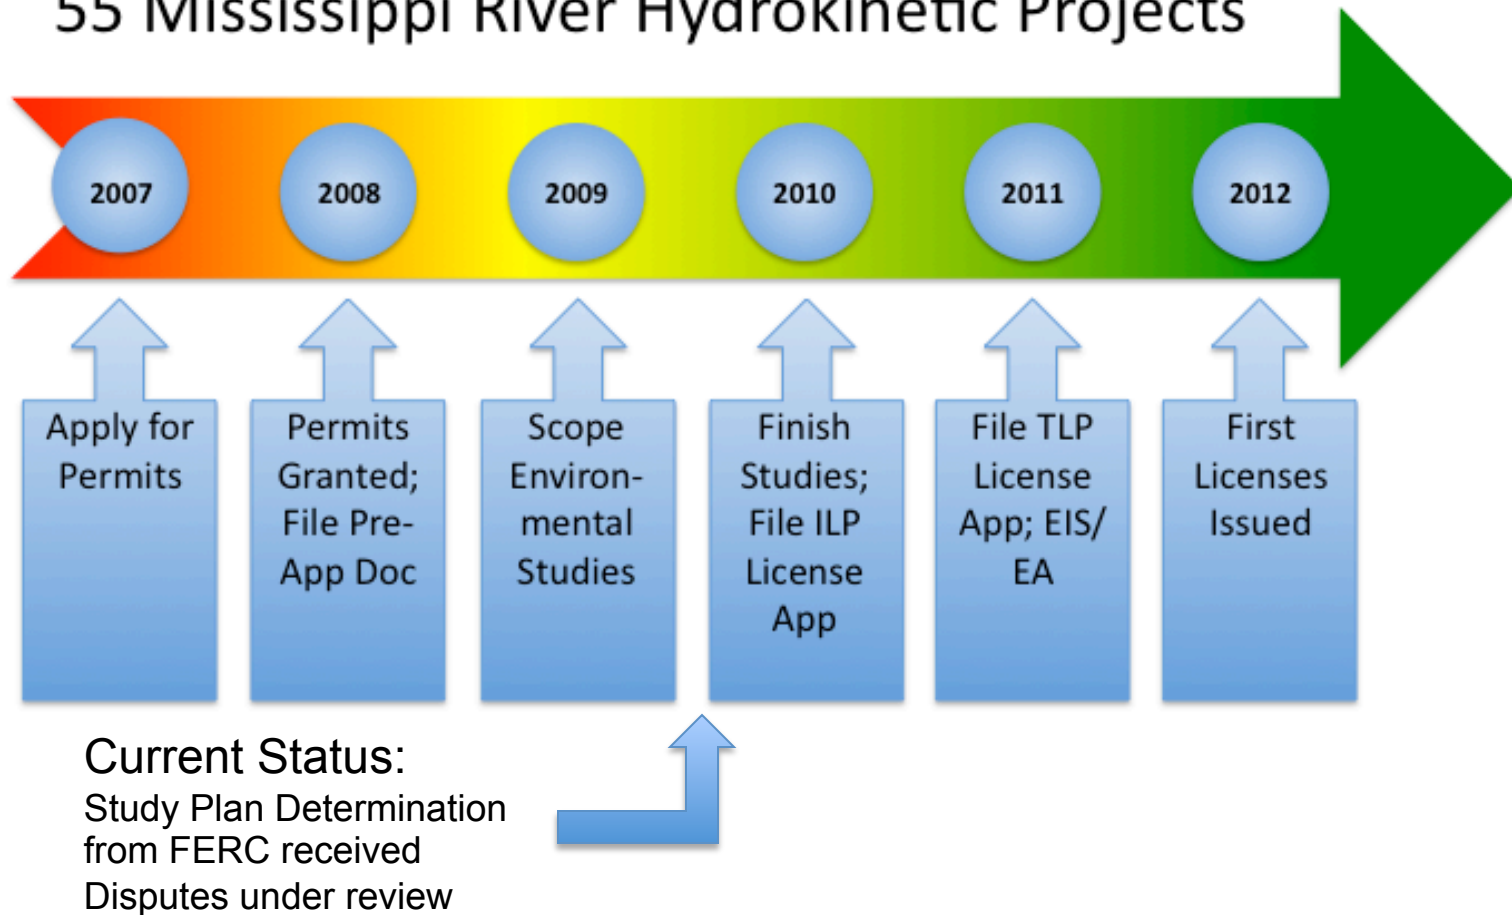 55 Mississippi River Hydrokinetic Projects
2007
2008
2009
2010
2011
2012
Apply for
Permits
Permits
Granted;
File Pre-
App Doc
Scope
Environ-
mental
Studies
Finish
Studies;
File ILP
License
App
File TLP
License
App; EIS/
EA
First
Licenses
Issued
Current Status:
Study Plan Determination
from FERC received
Disputes under review